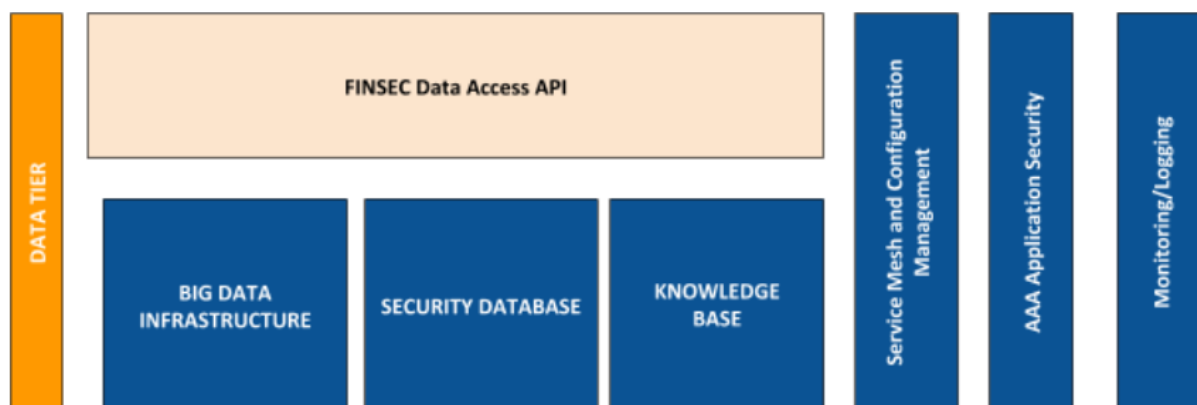 DATA TIER
FINSEC Data Access API
BIG DATA
INFRASTRUCTURE
SECURITY DATABASE
KNOWLEDGE
BASE
Service Mesh and Configuration
Management
AAA Application Security
Monitoring/Logging